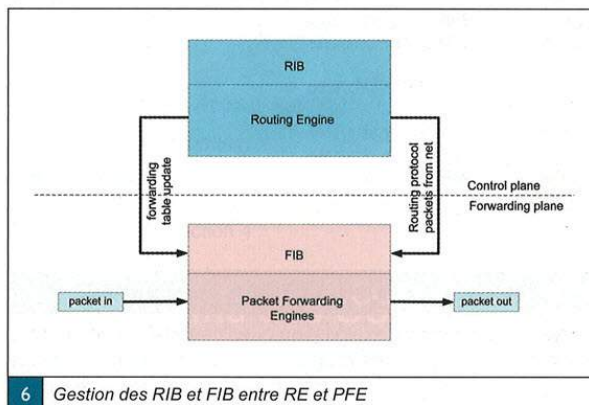 RIB
Routing Engine
forwarding
table update
Routing protocol
packets from net
Control plane
Forwarding plane
FIB
packet in
Packet Forwarding
Engines
packet out
6 Gestion des RIB et FIB entre RE et PFE